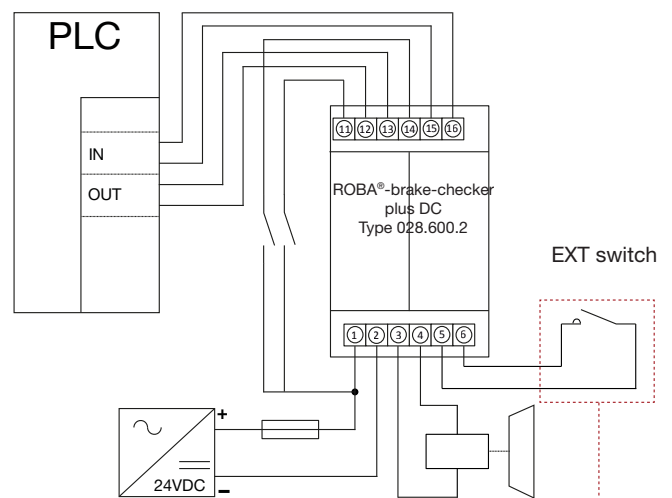 PLC
IN
OUT
11 12 13 14 15 16
ROBA®-brake-checker
plus DC
Type 028.600.2
EXT switch
1 2 3 4 5 6
+
24VDC
-